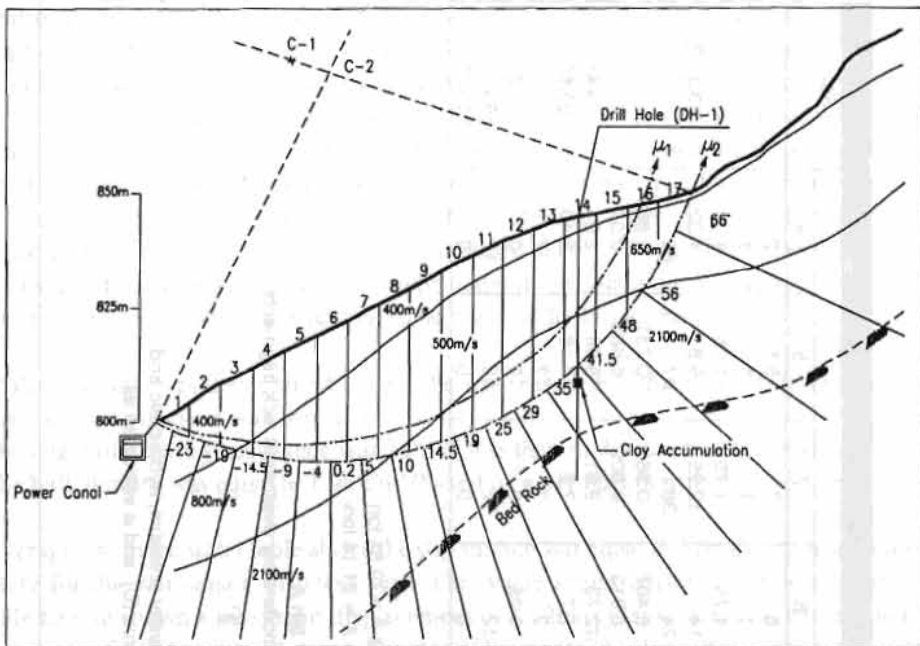 C-1
C-2
Drill Hole (DH-1)
μ1
μ2
850m
825m
800m
1 2 3 4 5 6 7 8 9 10 11 12 13 14 15 16 17
400m/s
500m/s
650m/s
66
56
2100m/s
48
41.5
35
400m/s
-23 -19 -14.5 -9 -4 0.2 5 10 14.5 19 25 29
800m/s
2100m/s
Clay Accumulation
Bed Rock
Power Canal